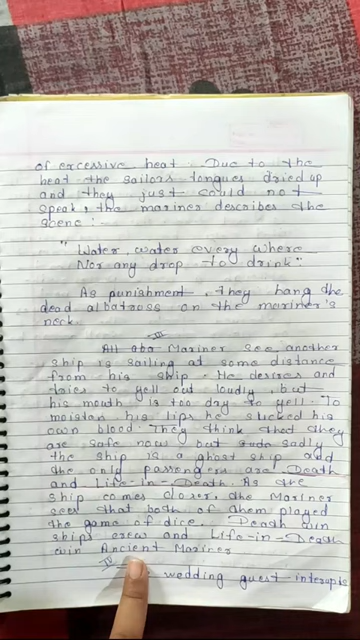 of excessive heat. Due to the
heat the sailors tongues dried up
and they just could not
speak, the mariner describes the
scene :-
" Water, water every where
Nor any drop to drink".
As punishment, they hang the
dead albatross on the mariner's
neck.
III
All aba Mariner see another
ship is sailing at some distance
from his ship. He desires and
tries to yell out loudly, but
his mouth is too dry to yell. To
moisten his lips he sucked his
own blood. They think that they
are safe now but sada sadly
the ship is a ghost ship and
the only passengers are Death
and Life-in-Death. As the
ship comes closer, the Mariner
sees that both of them played
the game of dice. Death win
ships crew and Life-in-Death
win Ancient Mariner
IV
wedding guest interupts